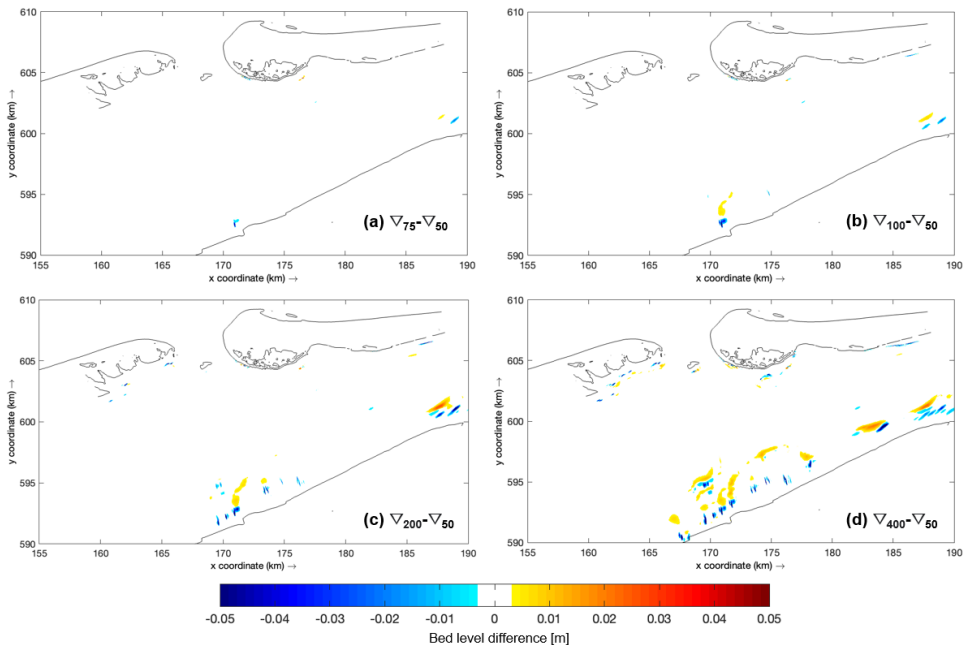 610
605
600
595
590
y coordinate (km) →
155 160 165 170 175 180 185 190
x coordinate (km) →
(a) ∇75-∇50
610
605
600
595
590
y coordinate (km) →
155 160 165 170 175 180 185 190
x coordinate (km) →
(b) ∇100-∇50
610
605
600
595
590
y coordinate (km) →
155 160 165 170 175 180 185 190
x coordinate (km) →
(c) ∇200-∇50
610
605
600
595
590
y coordinate (km) →
155 160 165 170 175 180 185 190
x coordinate (km) →
(d) ∇400-∇50
-0.05 -0.04 -0.03 -0.02 -0.01 0 0.01 0.02 0.03 0.04 0.05
Bed level difference [m]